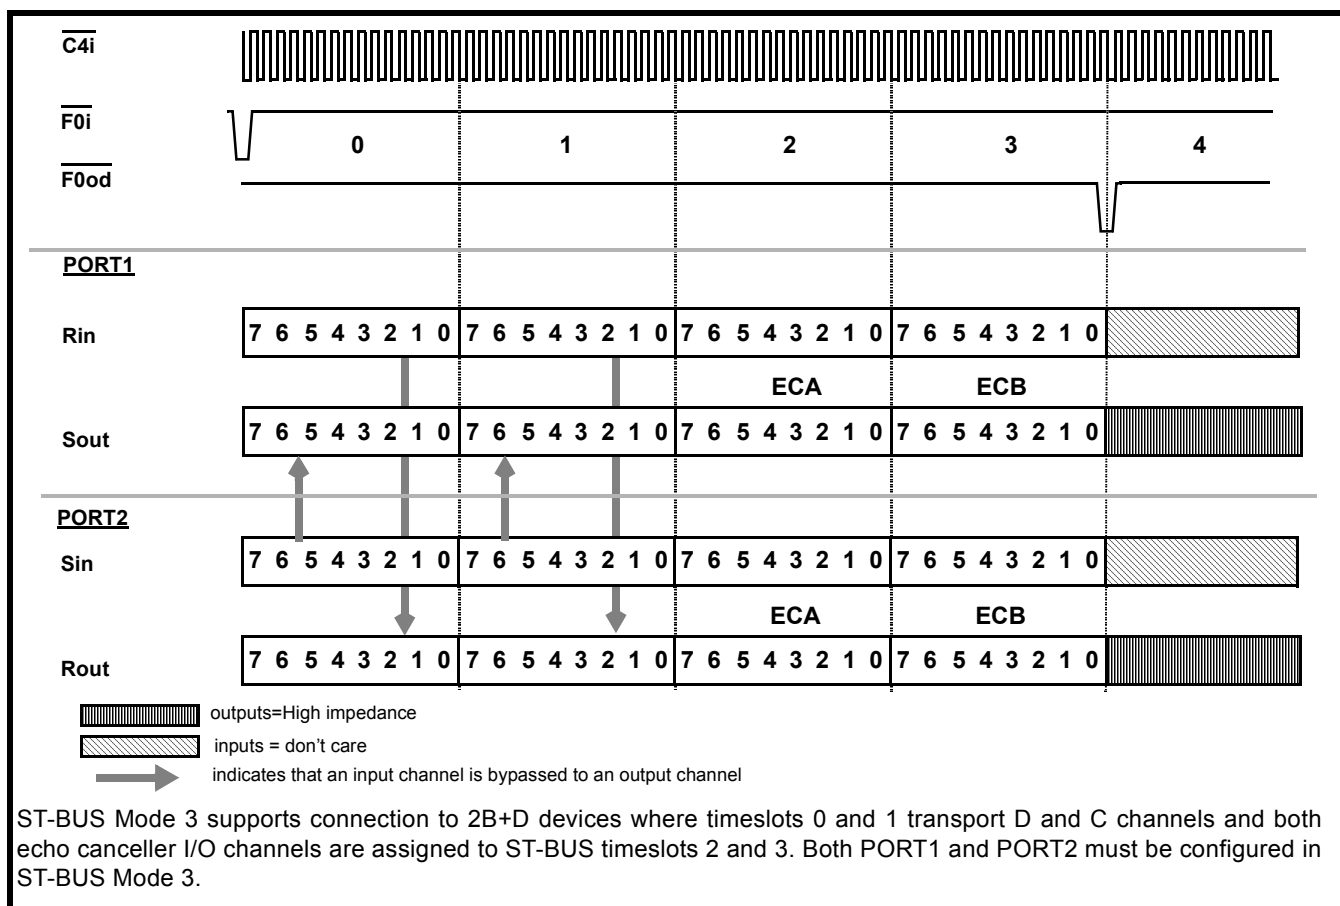 C4i
F0i
0 1 2 3 4
F0od
PORT1
Rin 7 6 5 4 3 2 1 0 7 6 5 4 3 2 1 0 7 6 5 4 3 2 1 0 7 6 5 4 3 2 1 0
ECA ECB
Sout 7 6 5 4 3 2 1 0 7 6 5 4 3 2 1 0 7 6 5 4 3 2 1 0 7 6 5 4 3 2 1 0
PORT2
Sin 7 6 5 4 3 2 1 0 7 6 5 4 3 2 1 0 7 6 5 4 3 2 1 0 7 6 5 4 3 2 1 0
ECA ECB
Rout 7 6 5 4 3 2 1 0 7 6 5 4 3 2 1 0 7 6 5 4 3 2 1 0 7 6 5 4 3 2 1 0
outputs=High impedance
inputs = don't care
indicates that an input channel is bypassed to an output channel
ST-BUS Mode 3 supports connection to 2B+D devices where timeslots 0 and 1 transport D and C channels and both
echo canceller I/O channels are assigned to ST-BUS timeslots 2 and 3. Both PORT1 and PORT2 must be configured in
ST-BUS Mode 3.